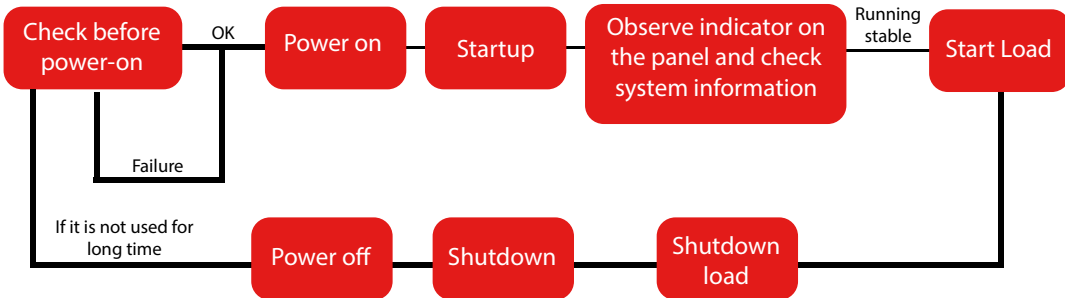 Check before
power-on
OK
Power on
Startup
Observe indicator on
the panel and check
system information
Running
stable
Start Load
Failure
If it is not used for
long time
Power off
Shutdown
Shutdown
load